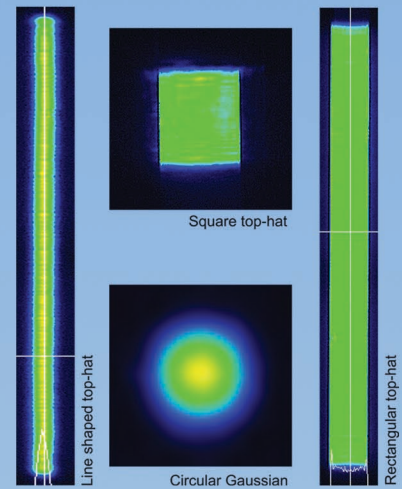 Line shaped top-hat
Square top-hat
Circular Gaussian
Rectangular top-hat